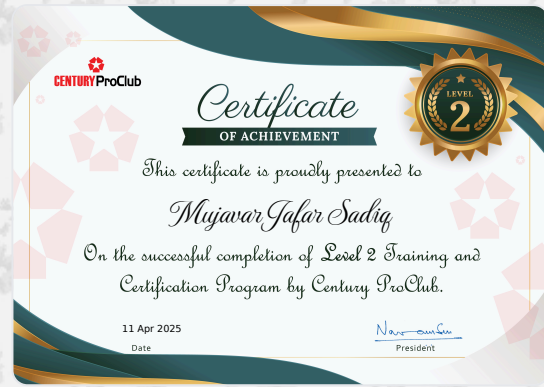 CENTURY ProClub
Certificate
OF ACHIEVEMENT
LEVEL
2
This certificate is proudly presented to
Mujavar Jafar Sadiq
On the successful completion of Level 2 Training and
Certification Program by Century ProClub.
11 Apr 2025
Date
President